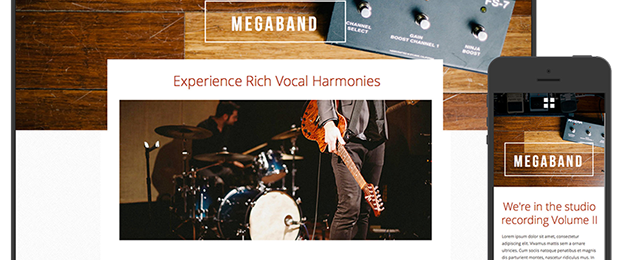 MEGABAND
CHANNEL
SELECT
GAIN
BOOST CHANNEL 1
NINJA
BOOST
FS-7
Experience Rich Vocal Harmonies
MEGABAND
We're in the studio
recording Volume II
Lorem ipsum dolor sit amet, consectetur
adipiscing elit. Vivamus mattis sem a ornare
ultricies. Cum sociis natoque penatibus et magnis
dis parturient montes, nascetur ridiculus mus. In